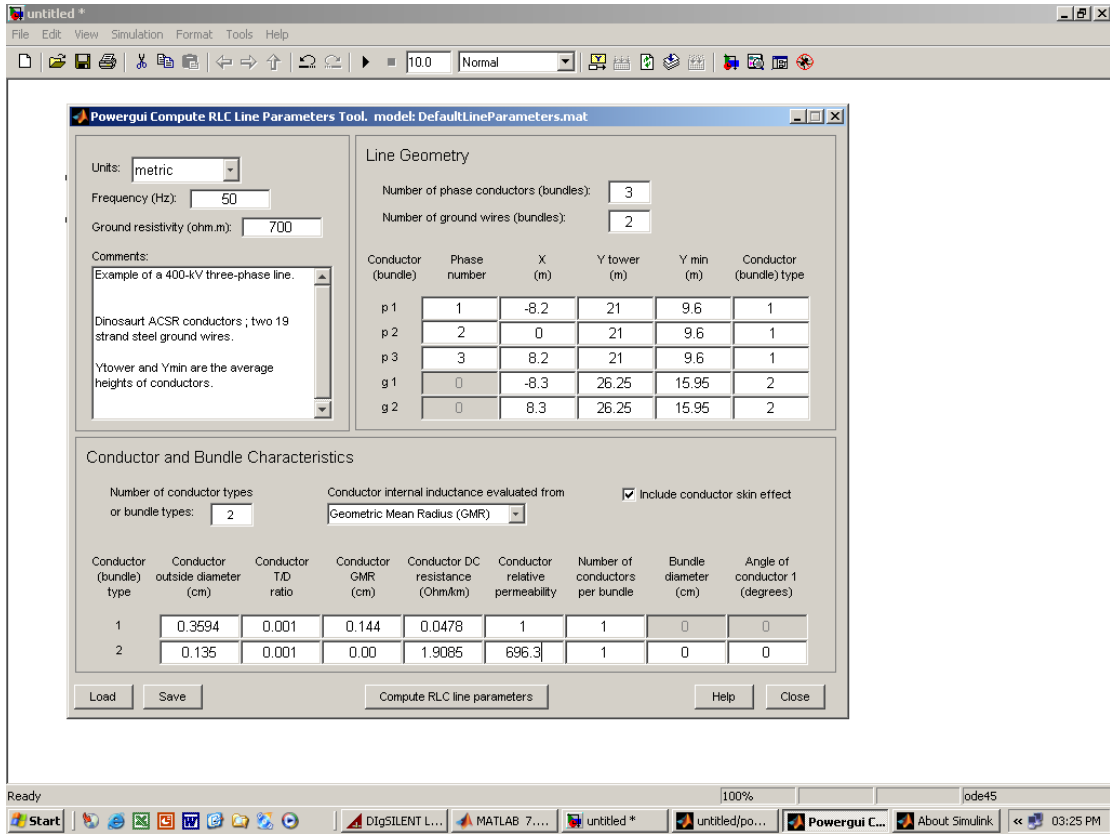 untitled *
File Edit View Simulation Format Tools Help
10.0 Normal
Powergui Compute RLC Line Parameters Tool. model: DefaultLineParameters.mat
Units: metric
Frequency (Hz): 50
Ground resistivity (ohm.m): 700
Comments:
Example of a 400-kV three-phase line.
Dinosaurt ACSR conductors ; two 19
strand steel ground wires.
Ytower and Ymin are the average
heights of conductors.
Line Geometry
Number of phase conductors (bundles): 3
Number of ground wires (bundles): 2
Conductor Phase X Y tower Y min Conductor
(bundle) number (m) (m) (m) (bundle) type
p 1 1 -8.2 21 9.6 1
p 2 2 0 21 9.6 1
p 3 3 8.2 21 9.6 1
g 1 0 -8.3 26.25 15.95 2
g 2 0 8.3 26.25 15.95 2
Conductor and Bundle Characteristics
Number of conductor types
or bundle types: 2
Conductor internal inductance evaluated from
Geometric Mean Radius (GMR)
Include conductor skin effect
Conductor Conductor Conductor Conductor Conductor DC Conductor Number of Bundle Angle of
(bundle) outside diameter T/D GMR resistance relative conductors diameter conductor 1
type (cm) ratio (cm) (Ohm/km) permeability per bundle (cm) (degrees)
1 0.3594 0.001 0.144 0.0478 1 1 0 0
2 0.135 0.001 0.00 1.9085 696.3 1 0 0
Load Save Compute RLC line parameters Help Close
Ready 100% ode45
Start DIgSILENT L... MATLAB 7.... untitled * untitled/po... Powergui C... About Simulink « 03:25 PM